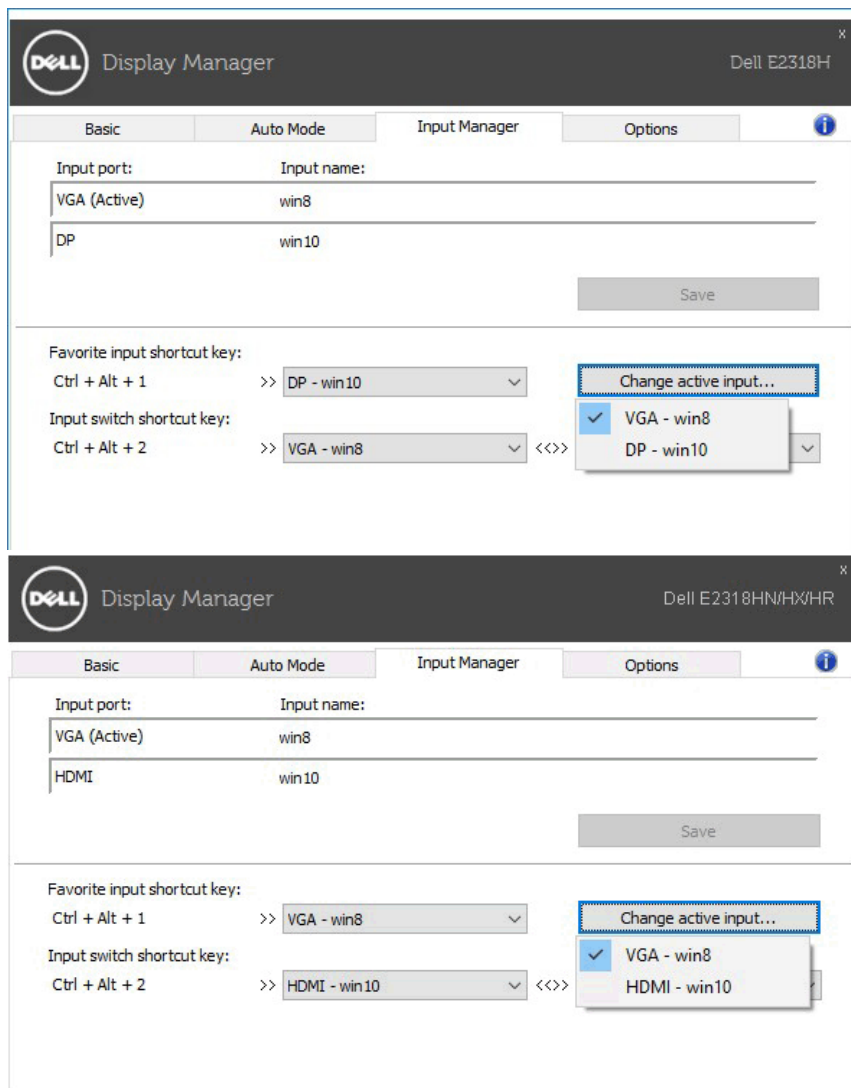 x
DELL Display Manager Dell E2318H
Basic Auto Mode Input Manager Options i
Input port: Input name:
VGA (Active) win8
DP win10
Save
Favorite input shortcut key:
Ctrl + Alt + 1 >> DP - win10 Change active input...
Input switch shortcut key: VGA - win8
Ctrl + Alt + 2 >> VGA - win8 <<>> DP - win10
x
DELL Display Manager Dell E2318HN/HX/HR
Basic Auto Mode Input Manager Options i
Input port: Input name:
VGA (Active) win8
HDMI win10
Save
Favorite input shortcut key:
Ctrl + Alt + 1 >> VGA - win8 Change active input...
Input switch shortcut key: VGA - win8
Ctrl + Alt + 2 >> HDMI - win10 <<>> HDMI - win10